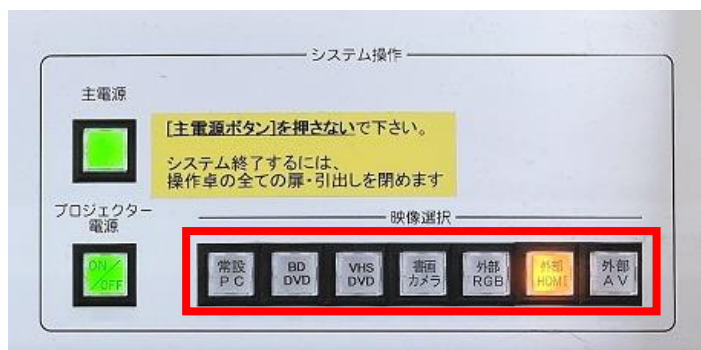 システム操作
主電源
[主電源ボタン]を押さないで下さい。
システム終了するには、
操作卓の全ての扉・引出しを閉めます
プロジェクター
電源
映像選択
ON/
/OFF
常設
PC
BD
DVD
VHS
DVD
書画
カメラ
外部
RGB
外部
HDMI
外部
AV